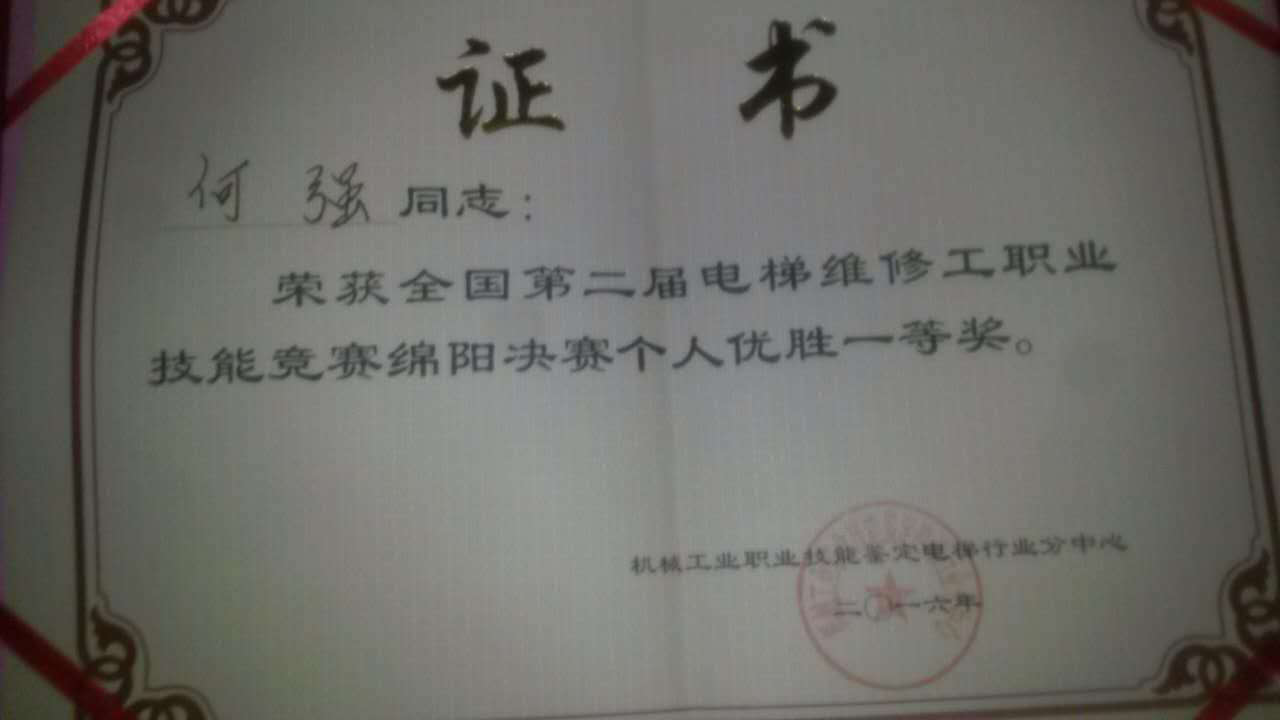 证书
何强同志：
荣获全国第二届电梯维修工职业
技能竞赛绵阳决赛个人优胜一等奖。
机械工业职业技能鉴定电梯行业分中心
二〇一六年